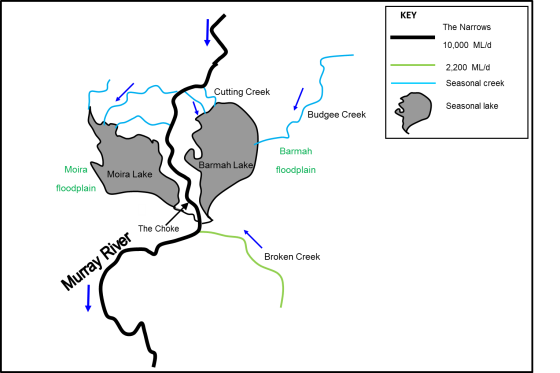 KEY
The Narrows
10,000 ML/d
2,200 ML/d
Seasonal creek
Seasonal lake
Cutting Creek
Budgee Creek
Moira
floodplain
Moira Lake
Barmah Lake
Barmah
floodplain
The Choke
Murray River
Broken Creek